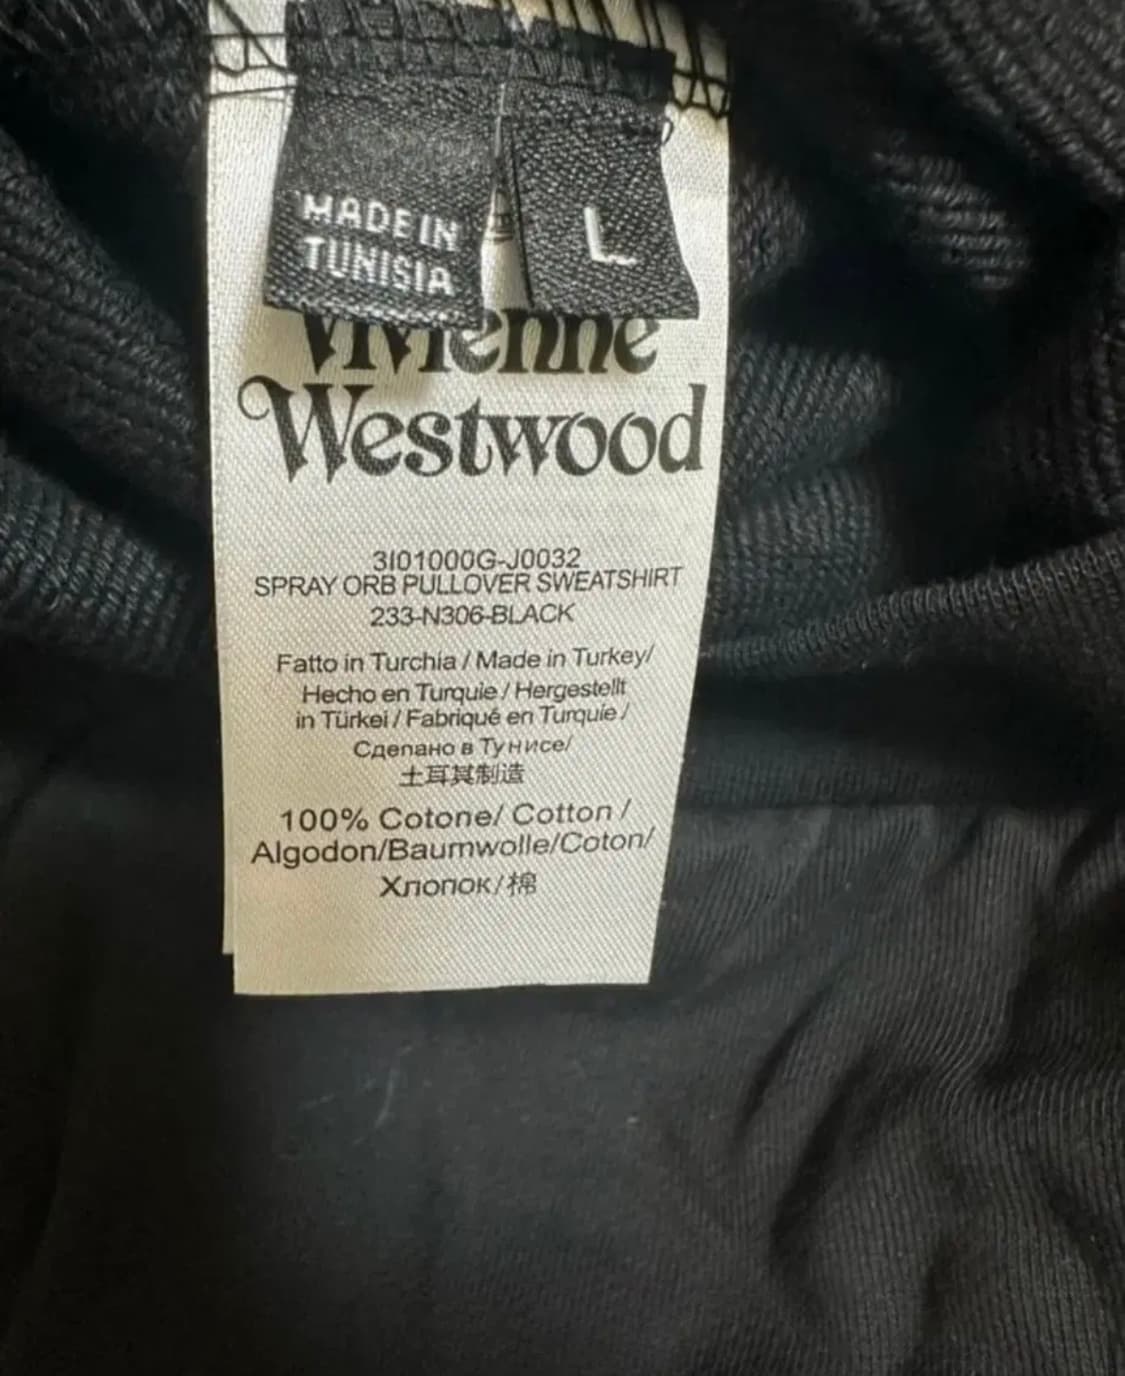 MADE IN
TUNISIA
L
Vivienne
Westwood
3I01000G-J0032
SPRAY ORB PULLOVER SWEATSHIRT
233-N306-BLACK
Fatto in Turchia / Made in Turkey/
Hecho en Turquie / Hergestellt
in Türkei / Fabriqué en Turquie /
Сделано в Тунисе/
土耳其制造
100% Cotone/ Cotton /
Algodon/Baumwolle/Coton/
Хлопок/棉